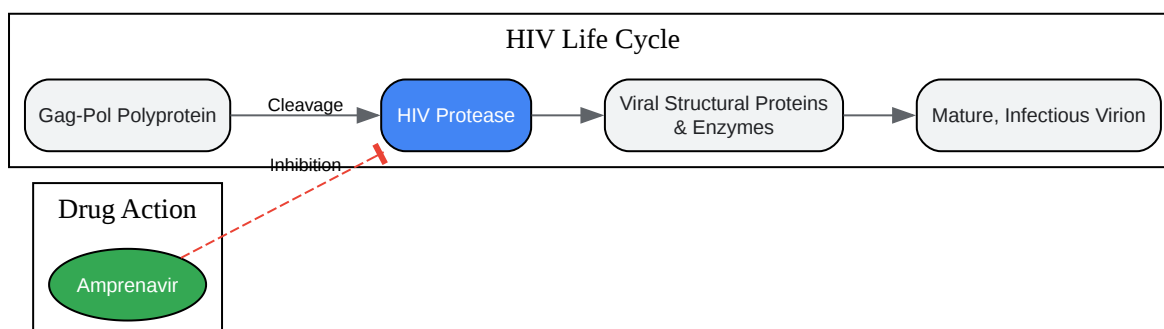 HIV Life Cycle
Gag-Pol Polyprotein
Cleavage
HIV Protease
Viral Structural Proteins
& Enzymes
Mature, Infectious Virion
Inhibition
Drug Action
Amprenavir